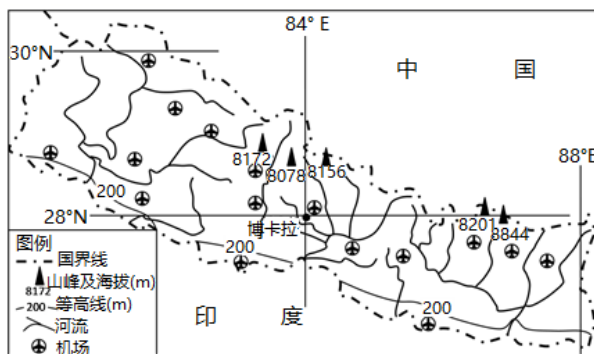 84° E
30°N
中 国
88°E
8172
8078
8156
200
28°N
博卡拉
8201
8844
200
200
印 度
图例
国界线
山峰及海拔(m)
8172
200 等高线(m)
河流
机场